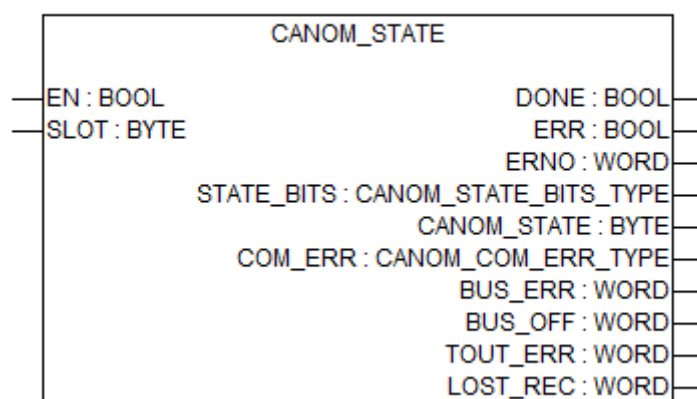 CANOM_STATE
EN : BOOL DONE : BOOL
SLOT : BYTE ERR : BOOL
ERNO : WORD
STATE_BITS : CANOM_STATE_BITS_TYPE
CANOM_STATE : BYTE
COM_ERR : CANOM_COM_ERR_TYPE
BUS_ERR : WORD
BUS_OFF : WORD
TOUT_ERR : WORD
LOST_REC : WORD